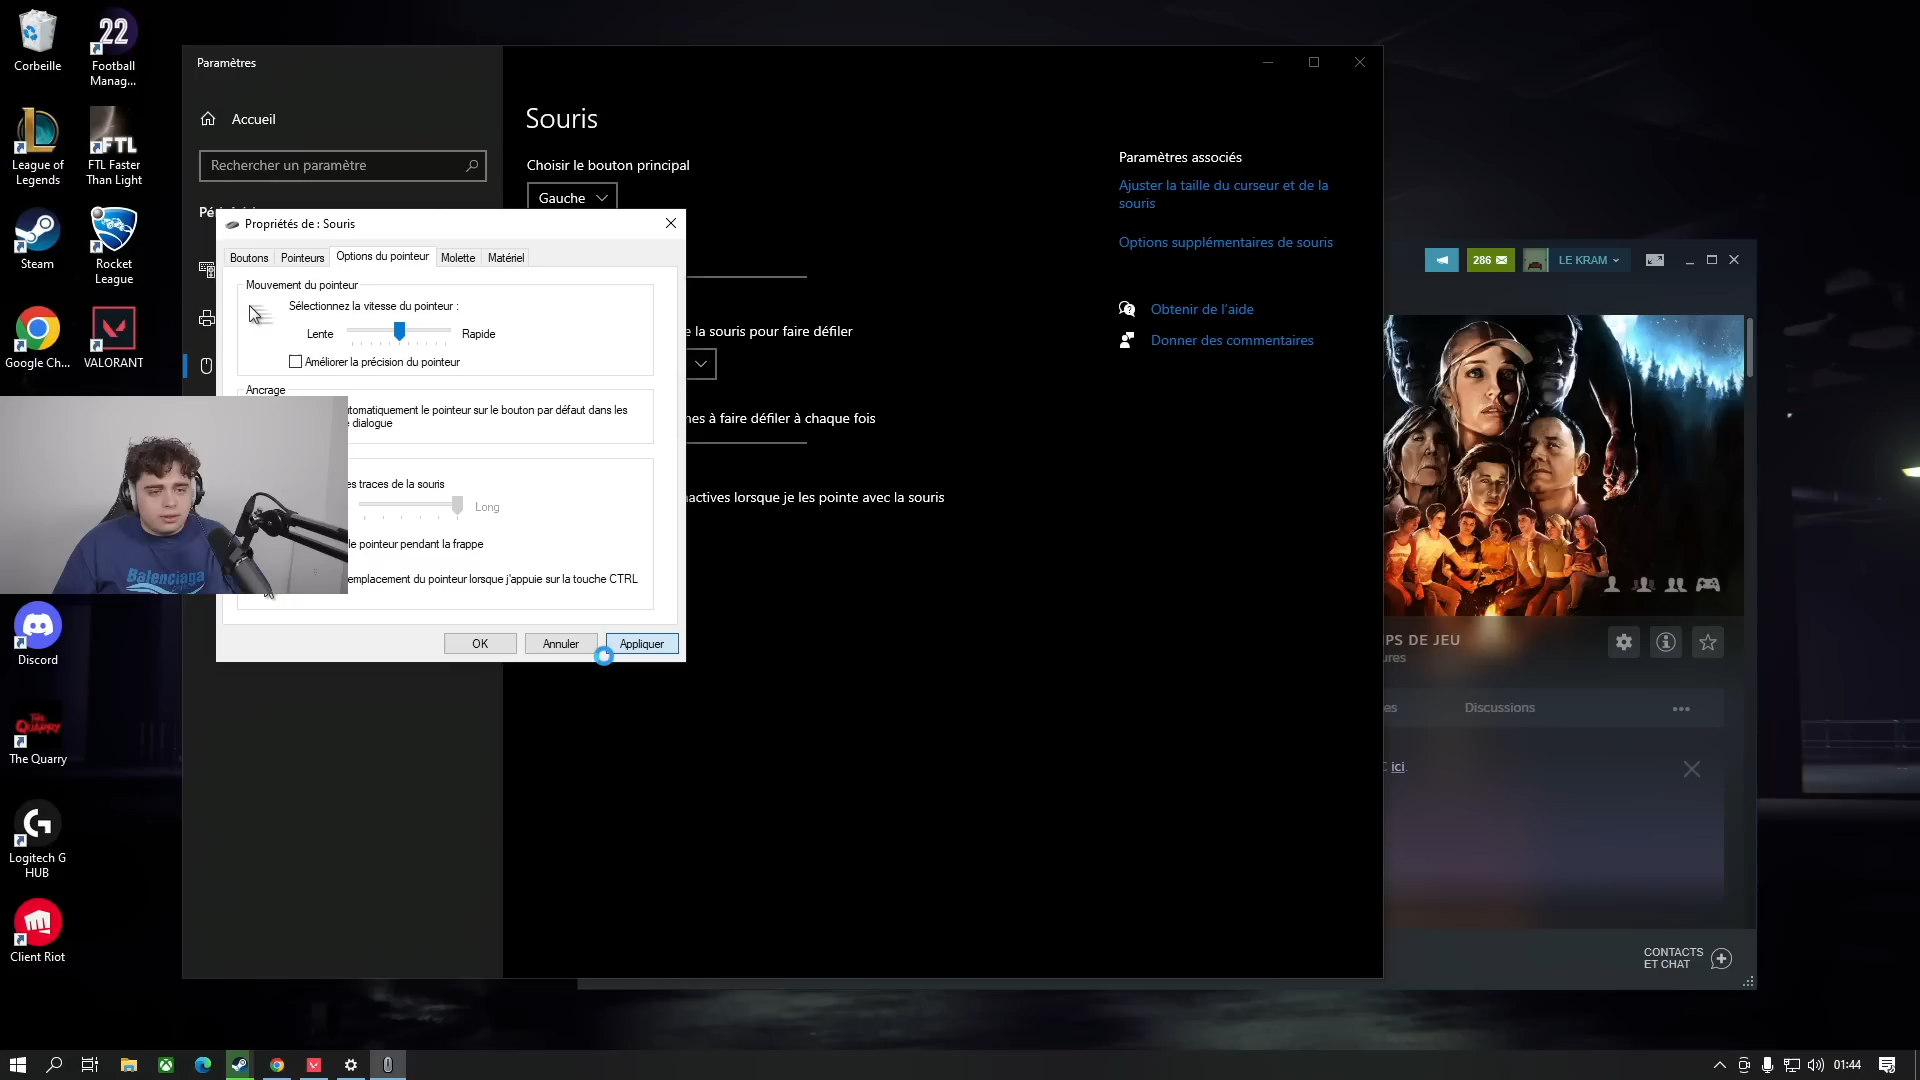 Corbeille
22
Football
Manag...
League of
Legends
FTL
FTL Faster
Than Light
Steam
Rocket
League
Google Ch...
VALORANT
Discord
THE QUARRY
The Quarry
Logitech G
HUB
Client Riot
Paramètres
Accueil
Rechercher un paramètre
Souris
Choisir le bouton principal
Gauche
e la souris pour faire défiler
nes à faire défiler à chaque fois
nactives lorsque je les pointe avec la souris
Paramètres associés
Ajuster la taille du curseur et de la
souris
Options supplémentaires de souris
Obtenir de l'aide
Donner des commentaires
Propriétés de : Souris
Boutons
Pointeurs
Options du pointeur
Molette
Matériel
Mouvement du pointeur
Sélectionnez la vitesse du pointeur :
Lente
Rapide
Améliorer la précision du pointeur
Ancrage
tomatiquement le pointeur sur le bouton par défaut dans les
dialogue
es traces de la souris
Long
le pointeur pendant la frappe
emplacement du pointeur lorsque j'appuie sur la touche CTRL
OK
Annuler
Appliquer
Balenciaga
286
LE KRAM
PS DE JEU
ures
es
Discussions
ici.
CONTACTS
ET CHAT
01:44